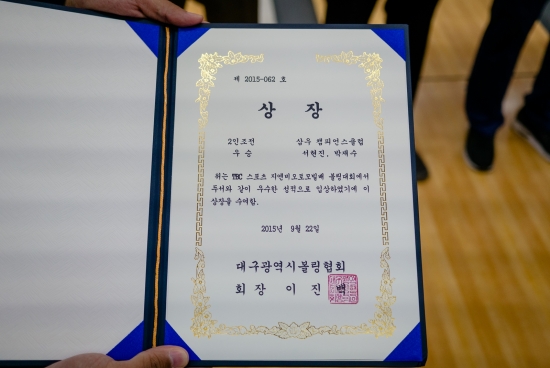 제 2015-062 호
상 장
2인조전 삼우 챔피언스클럽
우 승 서현진, 박재수
위는 TBC 스포츠 지엔비오로모빌배 볼링대회에서
두서와 같이 우수한 성적으로 입상하였기에 이
상장을 수여함.
2015년 9월 22일
대구광역시볼링협회
회 장 이 진 백